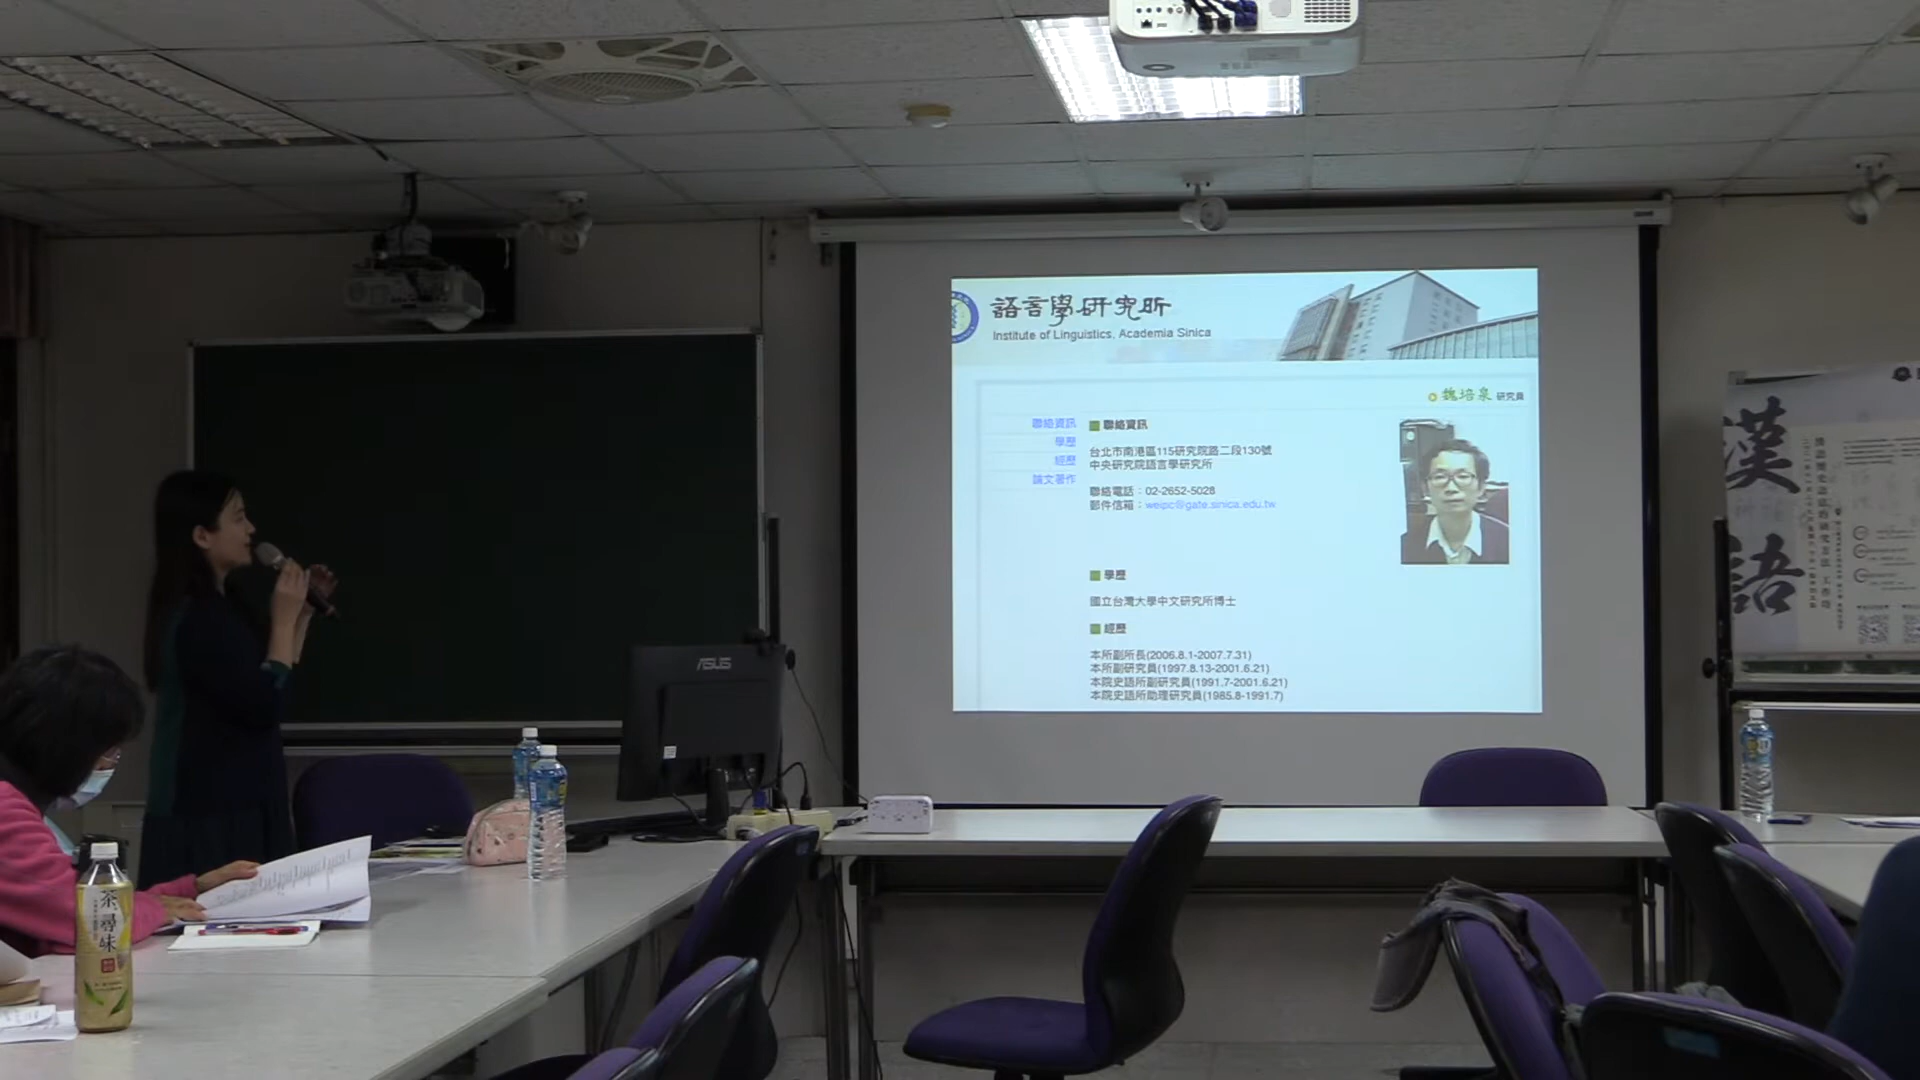 語言學研究所
Institute of Linguistics, Academia Sinica
魏培泉 研究員
聯絡資訊
學歷
經歷
論文著作
聯絡資訊
台北市南港區115研究院路二段130號
中央研究院語言學研究所
聯絡電話：02-2652-5028
郵件信箱：weipc@gate.sinica.edu.tw
學歷
國立台灣大學中文研究所博士
經歷
本所副所長(2006.8.1-2007.7.31)
本所副研究員(1997.8.13-2001.6.21)
本院史語所副研究員(1991.7-2001.6.21)
本院史語所助理研究員(1985.8-1991.7)
ASUS
漢
語
茶
尋
味